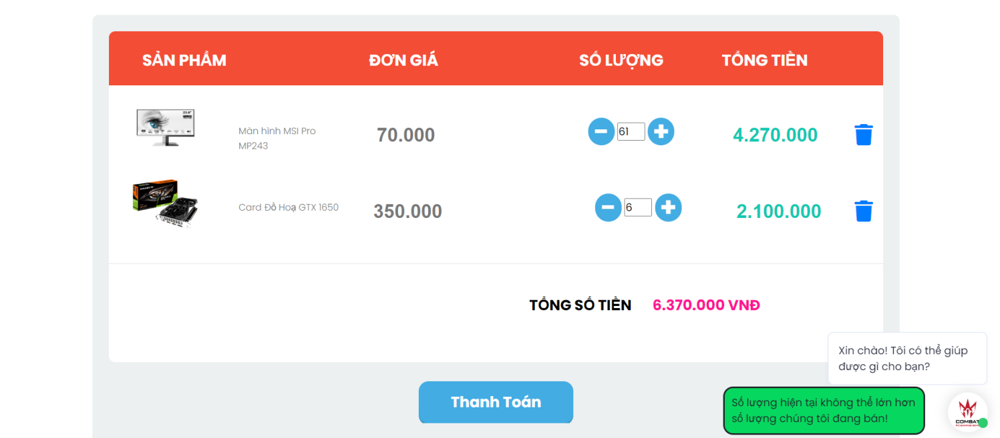 SẢN PHẨM ĐƠN GIÁ SỐ LƯỢNG TỔNG TIỀN
23.8"
Màn hình MSI Pro
MP243
70.000
61
4.270.000
Card Đồ Hoạ GTX 1650
350.000
6
2.100.000
TỔNG SỐ TIỀN 6.370.000 VNĐ
Xin chào! Tôi có thể giúp
được gì cho bạn?
Thanh Toán
Số lượng hiện tại không thể lớn hơn
số lượng chúng tôi đang bán!
COMBAT